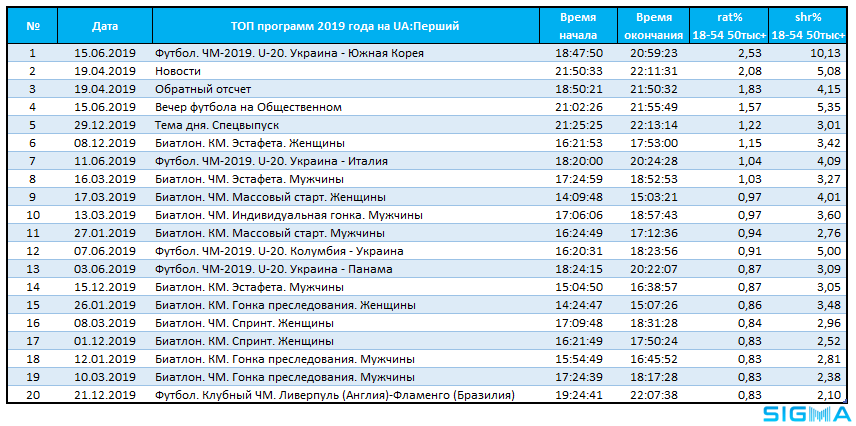 № Дата ТОП программ 2019 года на UA:Перший Время начала Время окончания rat% 18-54 50тыс+ shr% 18-54 50тыс+
1 15.06.2019 Футбол. ЧМ-2019. U-20. Украина - Южная Корея 18:47:50 20:59:23 2,53 10,13
2 19.04.2019 Новости 21:50:33 22:11:31 2,08 5,08
3 19.04.2019 Обратный отсчет 18:50:21 21:50:32 1,83 4,15
4 15.06.2019 Вечер футбола на Общественном 21:02:26 21:55:49 1,57 5,35
5 29.12.2019 Тема дня. Спецвыпуск 21:25:25 22:13:14 1,22 3,01
6 08.12.2019 Биатлон. КМ. Эстафета. Женщины 16:21:53 17:53:00 1,15 3,42
7 11.06.2019 Футбол. ЧМ-2019. U-20. Украина - Италия 18:20:00 20:24:28 1,04 4,09
8 16.03.2019 Биатлон. ЧМ. Эстафета. Мужчины 17:24:59 18:52:53 1,03 3,27
9 17.03.2019 Биатлон. ЧМ. Массовый старт. Женщины 14:09:48 15:03:21 0,97 4,01
10 13.03.2019 Биатлон. ЧМ. Индивидуальная гонка. Мужчины 17:06:06 18:57:43 0,97 3,60
11 27.01.2019 Биатлон. КМ. Массовый старт. Мужчины 16:24:49 17:12:36 0,94 2,76
12 07.06.2019 Футбол. ЧМ-2019. U-20. Колумбия - Украина 16:20:31 18:23:56 0,91 5,00
13 03.06.2019 Футбол. ЧМ-2019. U-20. Украина - Панама 18:24:15 20:22:07 0,87 3,09
14 15.12.2019 Биатлон. КМ. Эстафета. Мужчины 15:04:50 16:38:57 0,87 3,05
15 26.01.2019 Биатлон. КМ. Гонка преследования. Женщины 14:24:47 15:07:26 0,86 3,48
16 08.03.2019 Биатлон. ЧМ. Спринт. Женщины 17:09:48 18:31:28 0,84 2,96
17 01.12.2019 Биатлон. КМ. Спринт. Женщины 16:21:49 17:50:24 0,83 2,52
18 12.01.2019 Биатлон. КМ. Гонка преследования. Мужчины 15:54:49 16:45:52 0,83 2,81
19 10.03.2019 Биатлон. ЧМ. Гонка преследования. Мужчины 17:24:39 18:17:28 0,83 2,38
20 21.12.2019 Футбол. Клубный ЧМ. Ливерпуль (Англия)-Фламенго (Бразилия) 19:24:41 22:07:38 0,83 2,10
SIGMA